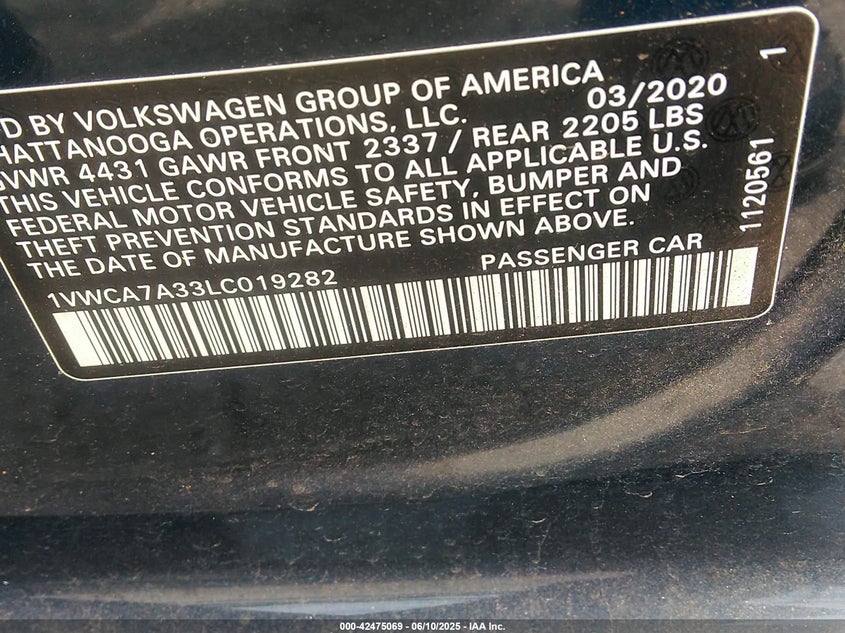 D BY VOLKSWAGEN GROUP OF AMERICA
HATTANOOGA OPERATIONS, LLC. 03/2020
GVWR 4431 GAWR FRONT 2337 / REAR 2205 LBS
THIS VEHICLE CONFORMS TO ALL APPLICABLE U.S.
FEDERAL MOTOR VEHICLE SAFETY, BUMPER AND
THEFT PREVENTION STANDARDS IN EFFECT ON
THE DATE OF MANUFACTURE SHOWN ABOVE.
1VWCA7A33LC019282 PASSENGER CAR
1120561 1
000-42475069 - 06/10/2025 - IAA Inc.